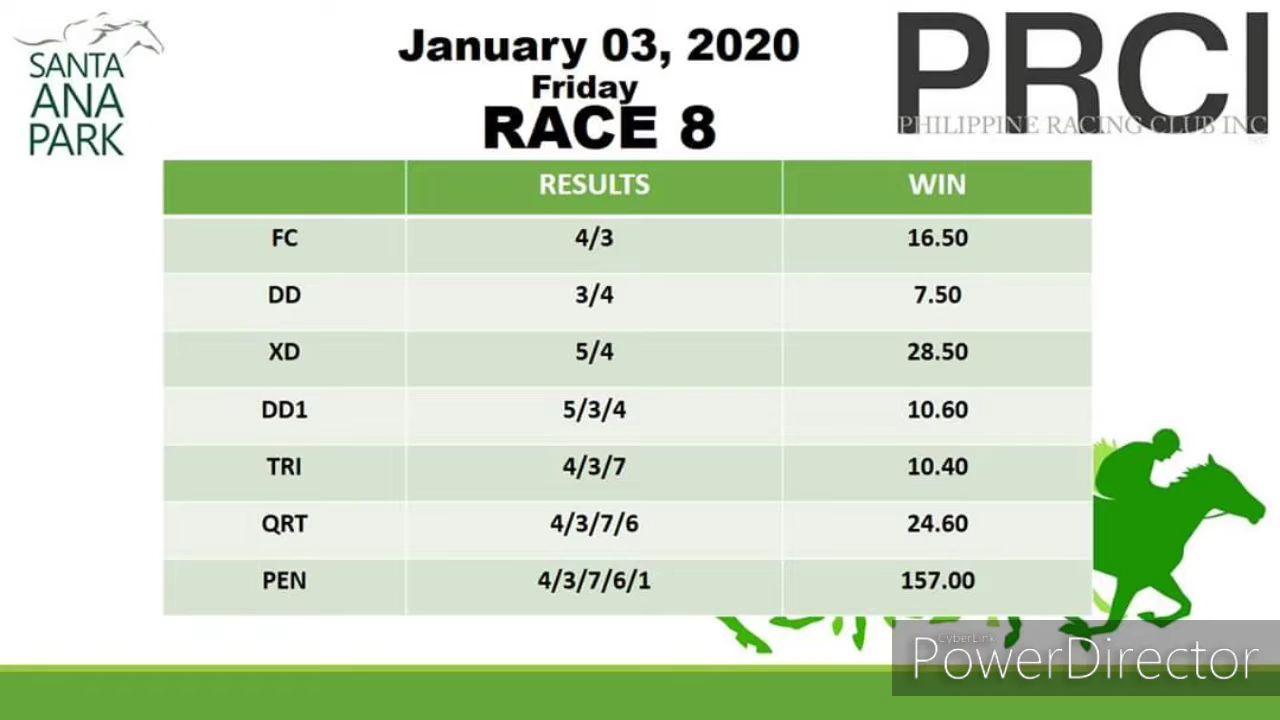 SANTA
ANA
PARK
January 03, 2020
Friday
RACE 8
PRCI
PHILIPPINE RACING CLUB INC
RESULTS WIN
FC 4/3 16.50
DD 3/4 7.50
XD 5/4 28.50
DD1 5/3/4 10.60
TRI 4/3/7 10.40
QRT 4/3/7/6 24.60
PEN 4/3/7/6/1 157.00
CyberLink
PowerDirector